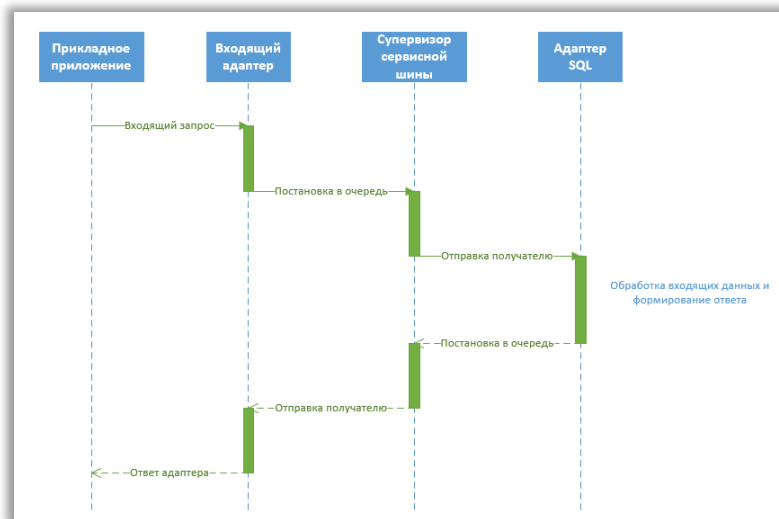 Прикладное
приложение
Входящий
адаптер
Супервизор
сервисной
шины
Адаптер
SQL
Входящий запрос
Постановка в очередь
Отправка получателю
Обработка входящих данных и
формирование ответа
Постановка в очередь
Отправка получателю
Ответ адаптера